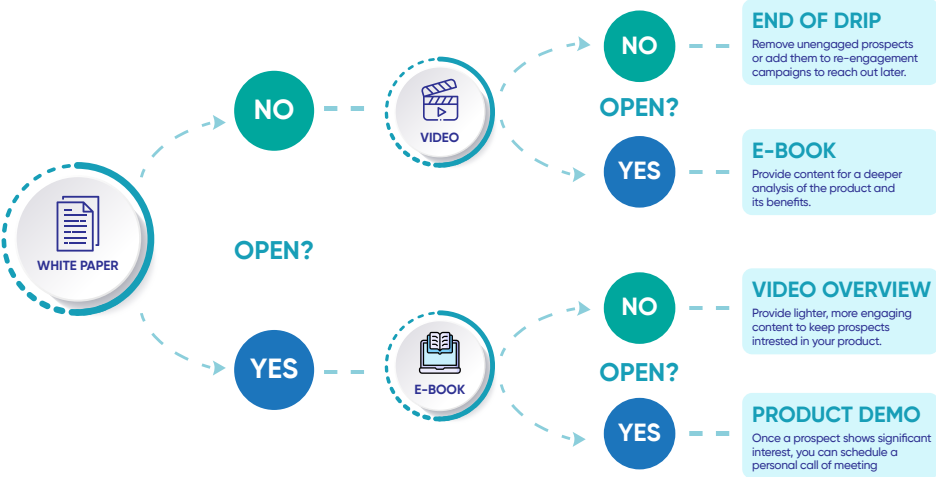 WHITE PAPER
OPEN?
NO
VIDEO
OPEN?
NO
END OF DRIP
Remove unengaged prospects
or add them to re-engagement
campaigns to reach out later.
YES
E-BOOK
Provide content for a deeper
analysis of the product and
its benefits.
YES
E-BOOK
OPEN?
NO
VIDEO OVERVIEW
Provide lighter, more engaging
content to keep prospects
intrested in your product.
YES
PRODUCT DEMO
Once a prospect shows significant
interest, you can schedule a
personal call of meeting